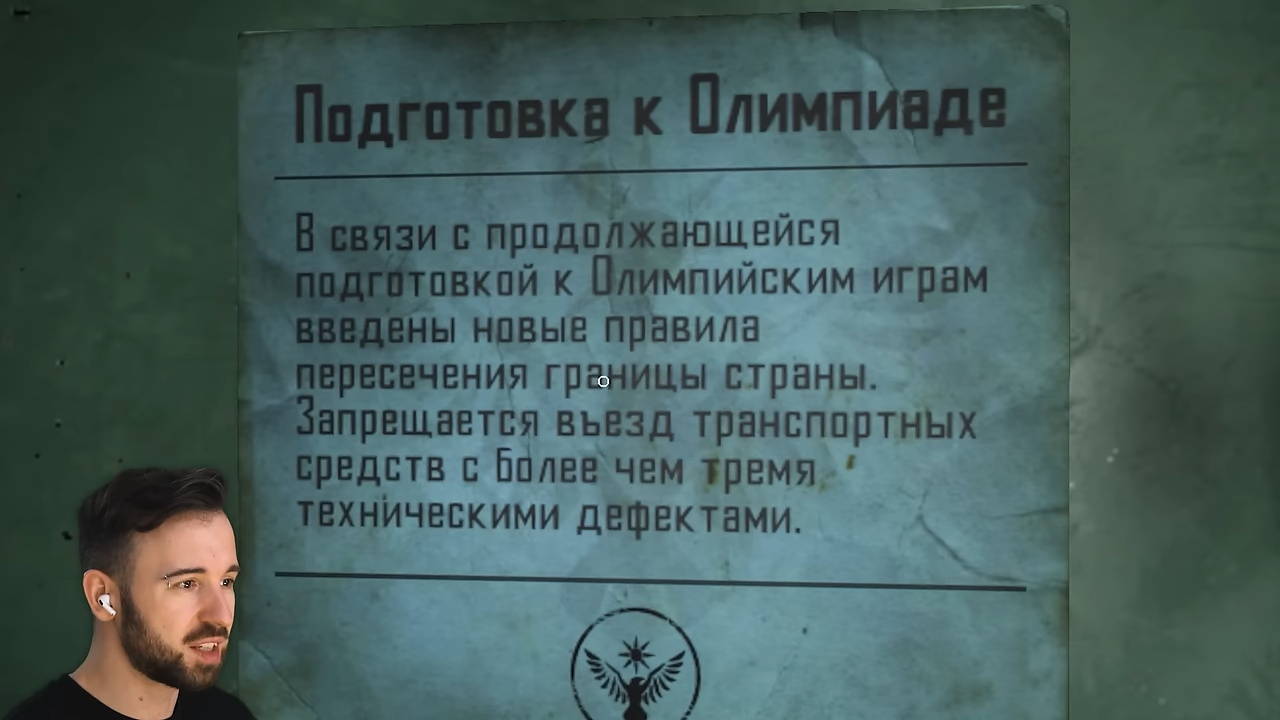 Подготовка к Олимпиаде
В связи с продолжающейся
подготовкой к Олимпийским играм
введены новые правила
пересечения границы страны.
Запрещается въезд транспортных
средств с более чем тремя
техническими дефектами.